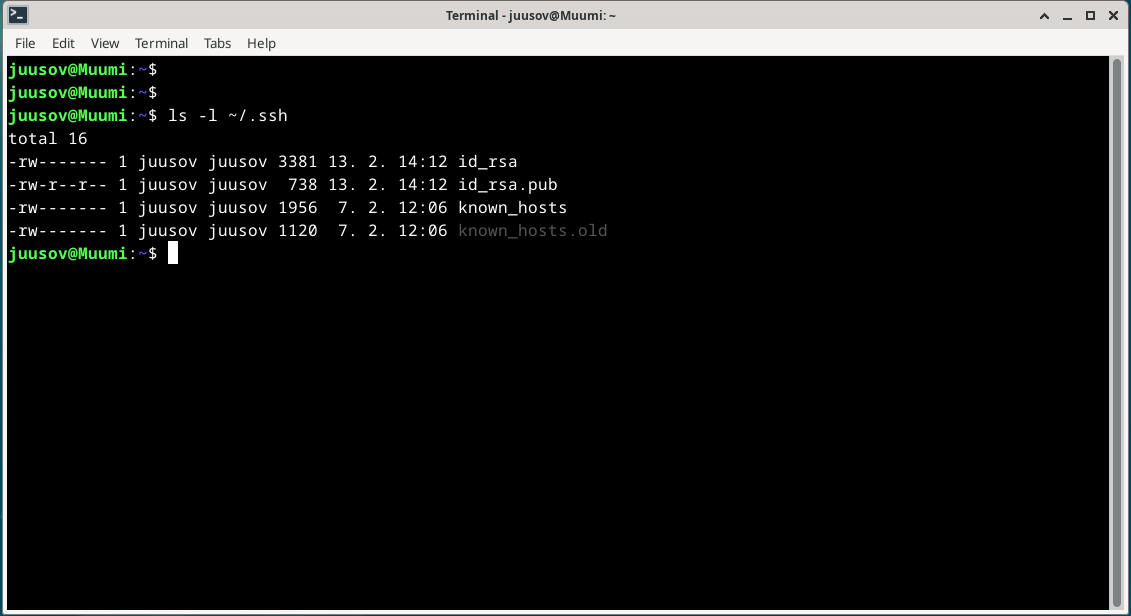 Terminal - juusov@Muumi: ~
File Edit View Terminal Tabs Help
juusov@Muumi:~$
juusov@Muumi:~$
juusov@Muumi:~$ ls -l ~/.ssh
total 16
-rw------- 1 juusov juusov 3381 13. 2. 14:12 id_rsa
-rw-r--r-- 1 juusov juusov  738 13. 2. 14:12 id_rsa.pub
-rw------- 1 juusov juusov 1956  7. 2. 12:06 known_hosts
-rw------- 1 juusov juusov 1120  7. 2. 12:06 known_hosts.old
juusov@Muumi:~$